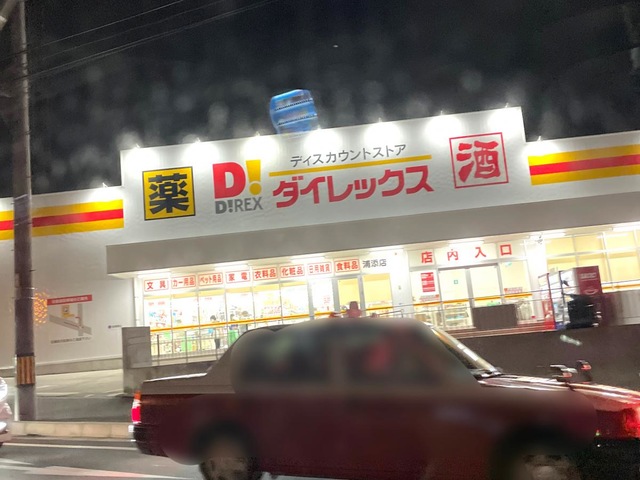 ディスカウントストア
薬
D!
D!REX
ダイレックス
酒
文具
カー用品
ペット用品
家電
衣料品
化粧品
日用雑貨
食料品
浦添店
店内入口